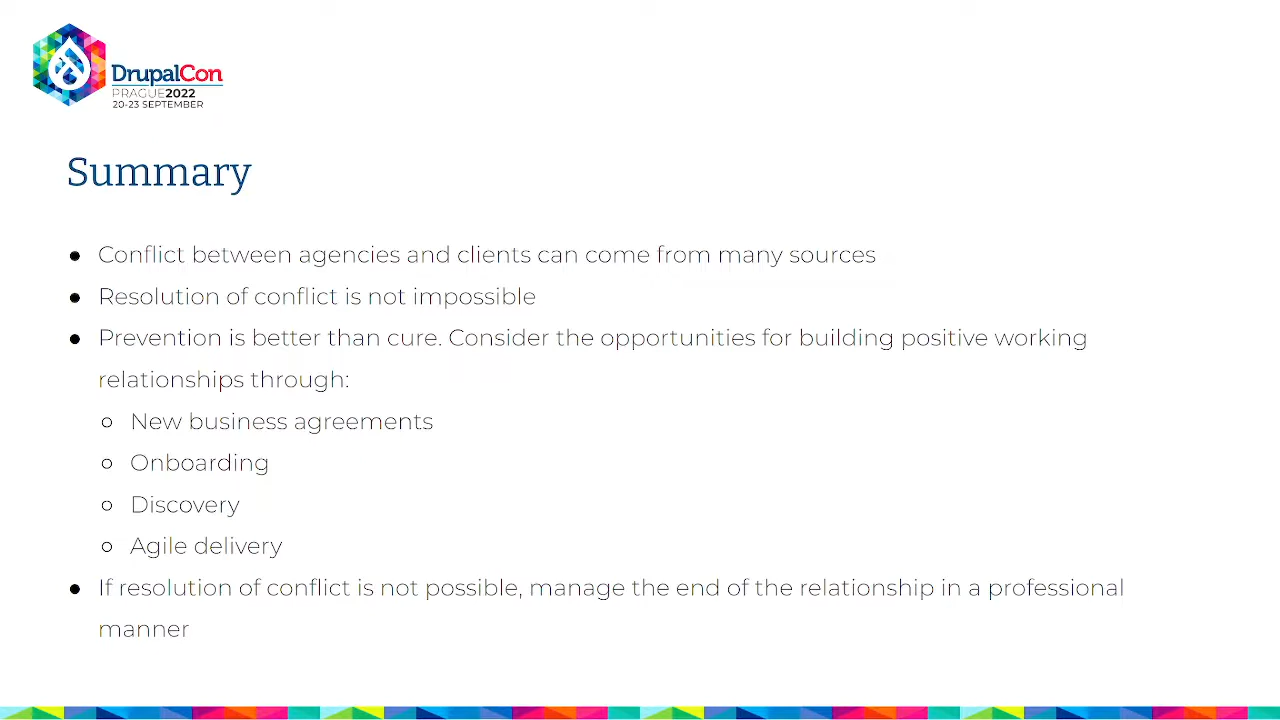 DrupalCon
PRAGUE2022
20-23 SEPTEMBER
Summary
● Conflict between agencies and clients can come from many sources
● Resolution of conflict is not impossible
● Prevention is better than cure. Consider the opportunities for building positive working
relationships through:
○ New business agreements
○ Onboarding
○ Discovery
○ Agile delivery
● If resolution of conflict is not possible, manage the end of the relationship in a professional
manner